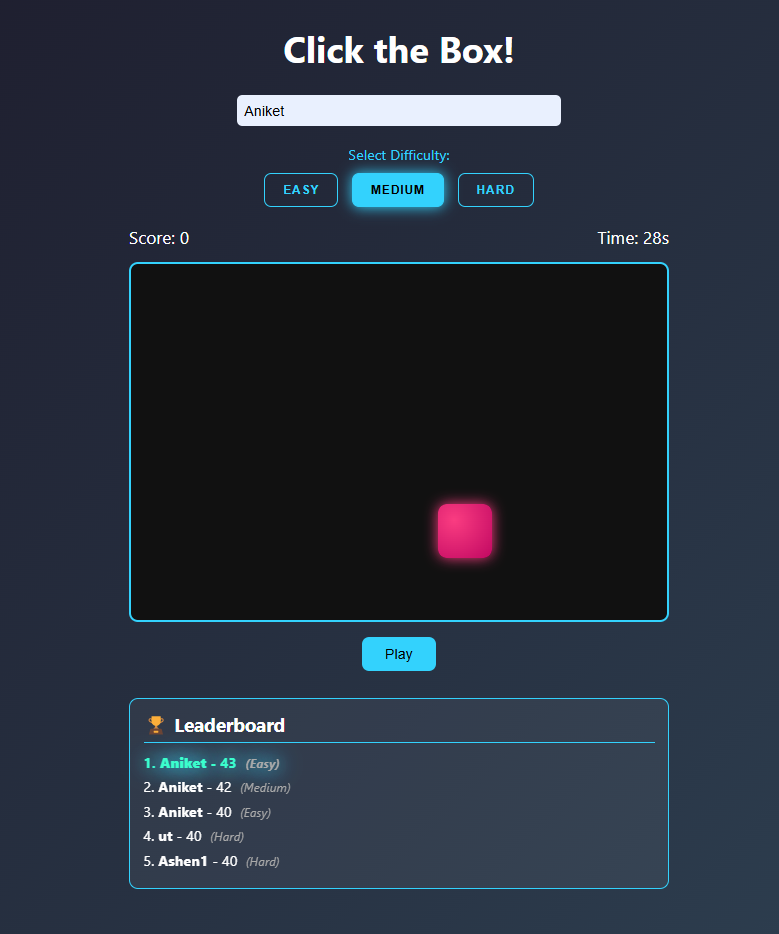 Click the Box!
Aniket
Select Difficulty:
EASY MEDIUM HARD
Score: 0 Time: 28s
Play
🏆 Leaderboard
1. Aniket - 43 (Easy)
2. Aniket - 42 (Medium)
3. Aniket - 40 (Easy)
4. ut - 40 (Hard)
5. Ashen1 - 40 (Hard)